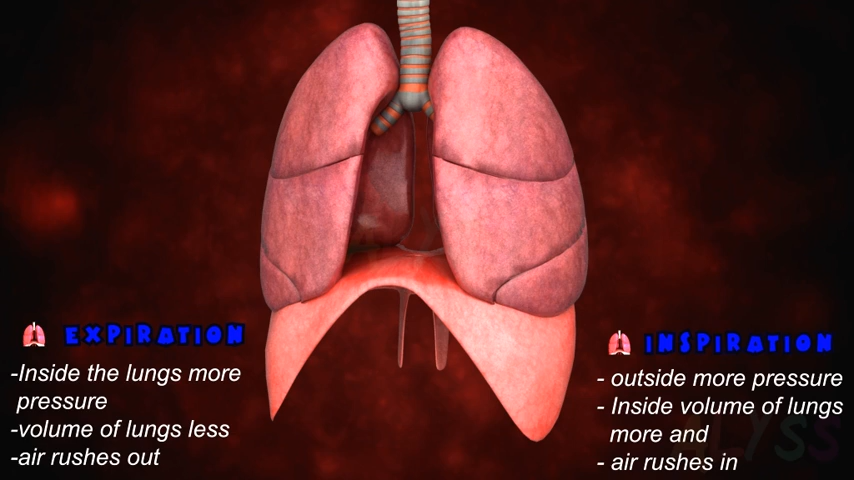 EXPIRATION
-Inside the lungs more
pressure
-volume of lungs less
-air rushes out
INSPIRATION
- outside more pressure
- Inside volume of lungs
more and
- air rushes in